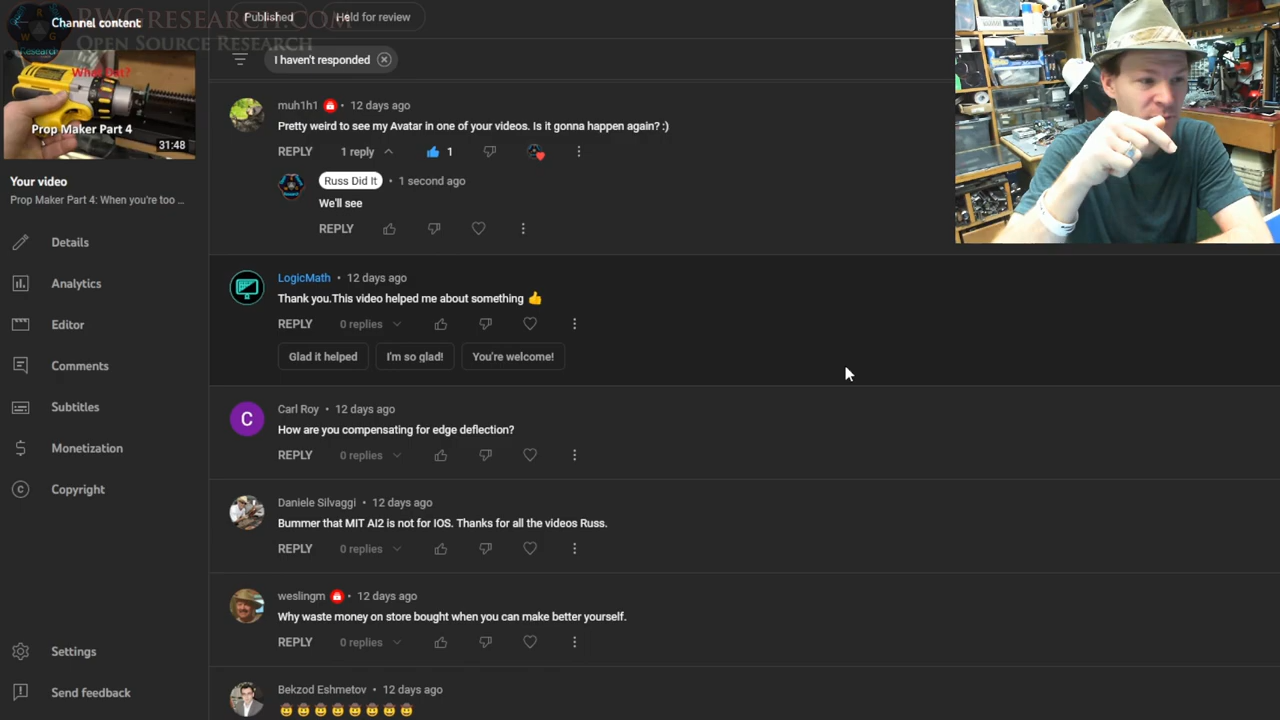 Channel content
RWGresearch.com
Open Source Research
R
W G
Research
Published
Held for review
I haven't responded
What Bat?
Prop Maker Part 4
31:48
Your video
Prop Maker Part 4: When you're too ...
Details
Analytics
Editor
Comments
Subtitles
Monetization
Copyright
Settings
Send feedback
muh1h1 • 12 days ago
Pretty weird to see my Avatar in one of your videos. Is it gonna happen again? :)
REPLY 1 reply 1
Russ Did It • 1 second ago
We'll see
REPLY
LogicMath • 12 days ago
Thank you.This video helped me about something 👍
REPLY 0 replies
Glad it helped I'm so glad! You're welcome!
C
Carl Roy • 12 days ago
How are you compensating for edge deflection?
REPLY 0 replies
Daniele Silvaggi • 12 days ago
Bummer that MIT AI2 is not for IOS. Thanks for all the videos Russ.
REPLY 0 replies
weslingm • 12 days ago
Why waste money on store bought when you can make better yourself.
REPLY 0 replies
Bekzod Eshmetov • 12 days ago
🤠🤠🤠🤠🤠🤠🤠🤠